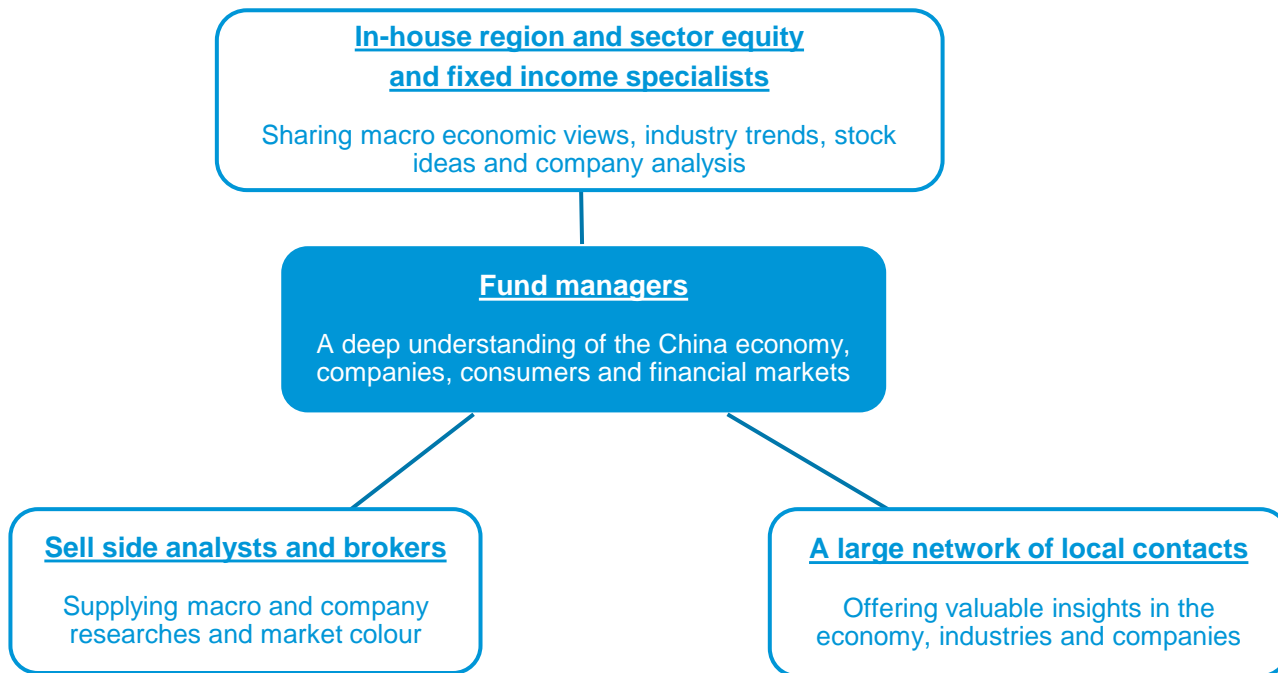 In-house region and sector equity
and fixed income specialists
Sharing macro economic views, industry trends, stock
ideas and company analysis
Fund managers
A deep understanding of the China economy,
companies, consumers and financial markets
Sell side analysts and brokers
Supplying macro and company
researches and market colour
A large network of local contacts
Offering valuable insights in the
economy, industries and companies